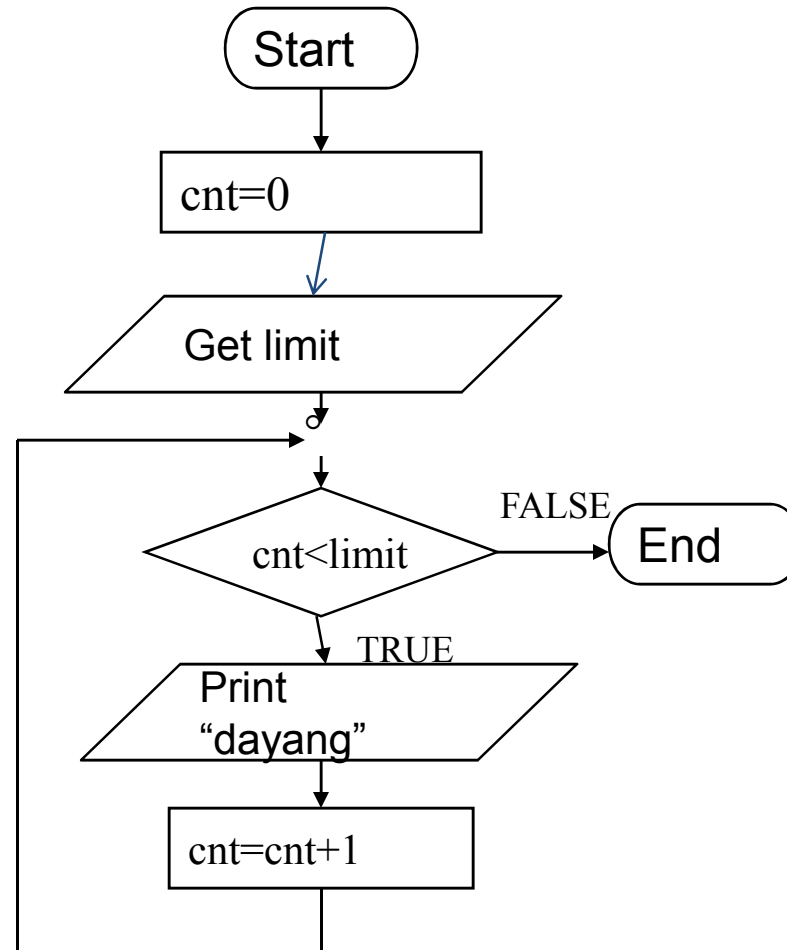 Start
cnt=0
Get limit
cnt<limit
FALSE
End
TRUE
Print
“dayang”
cnt=cnt+1